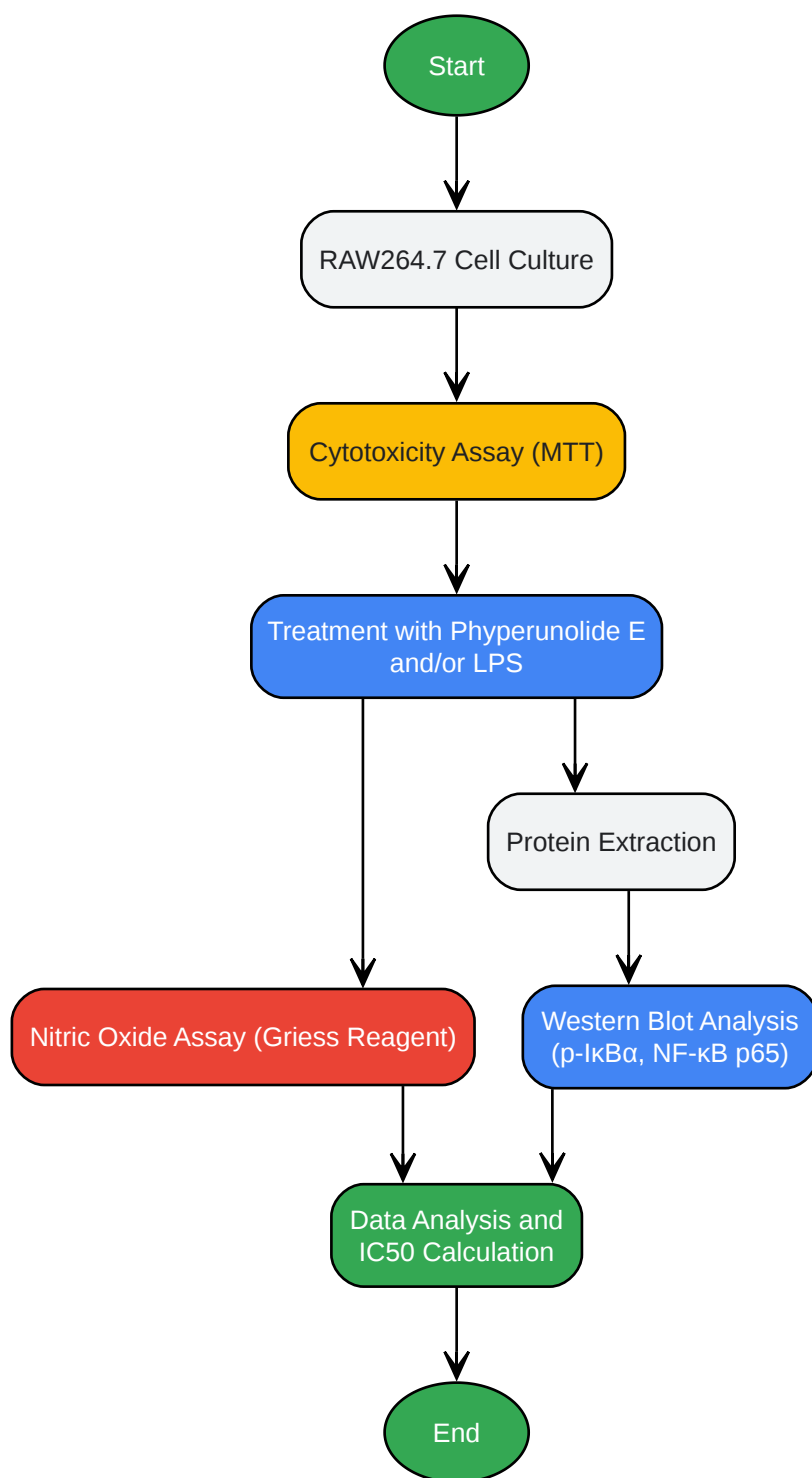 Start
RAW264.7 Cell Culture
Cytotoxicity Assay (MTT)
Treatment with Phyperunolide E
and/or LPS
Protein Extraction
Nitric Oxide Assay (Griess Reagent)
Western Blot Analysis
(p-IκBα, NF-κB p65)
Data Analysis and
IC50 Calculation
End